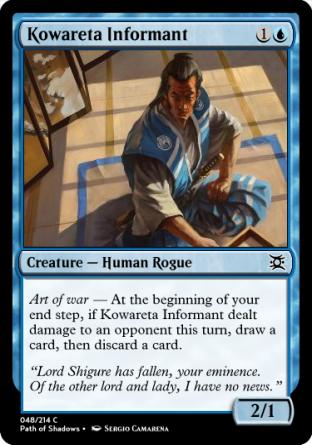 Kowareta Informant 1
Creature — Human Rogue
Art of war — At the beginning of your
end step, if Kowareta Informant dealt
damage to an opponent this turn, draw a
card, then discard a card.
“Lord Shigure has fallen, your eminence.
Of the other lord and lady, I have no news.”
2/1
048/214 C
Path of Shadows • Sergio Camarena